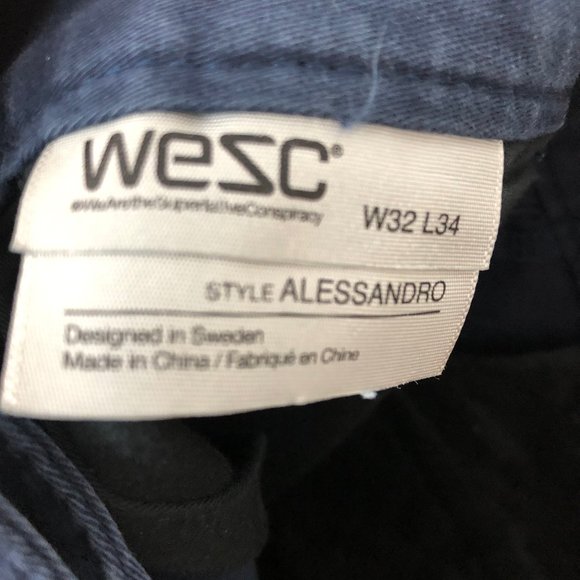 wesc®
#WeAretheSuperlativeConspiracy
W32 L34
STYLE ALESSANDRO
Designed in Sweden
Made in China / Fabriqué en Chine